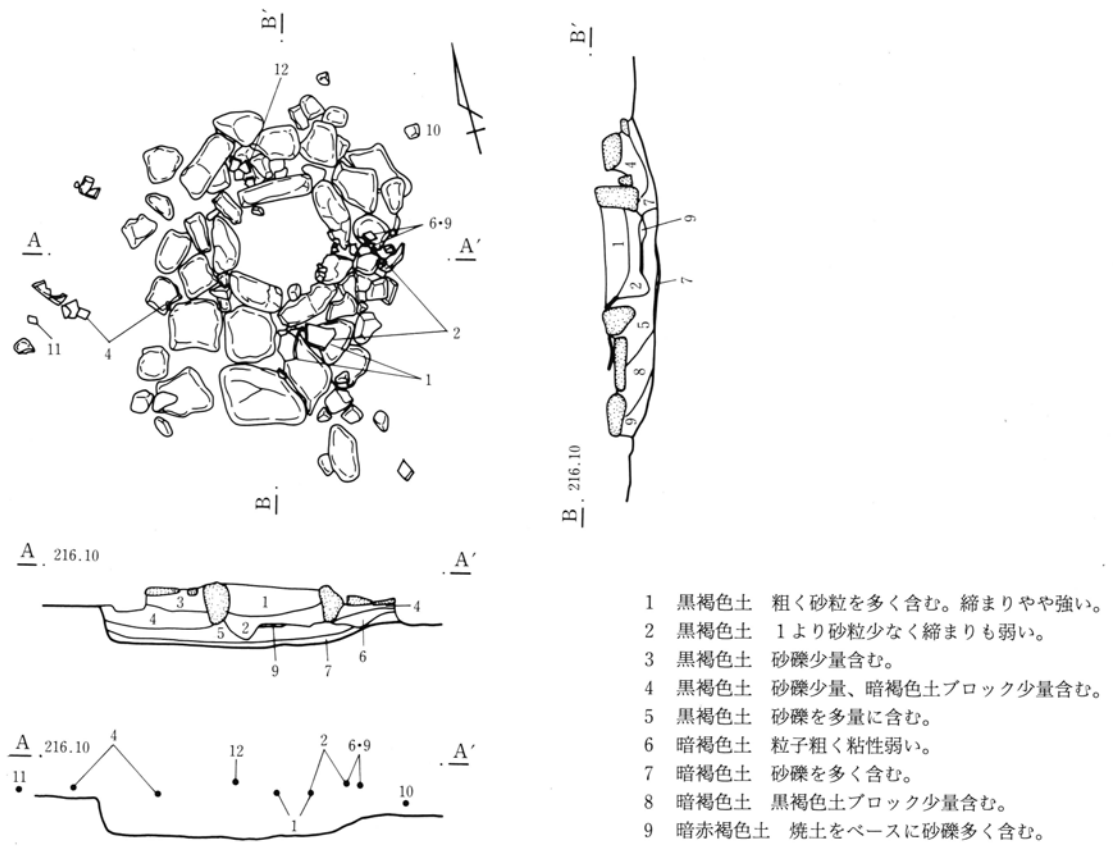 B′
12
10
A
A′
6•9
2
4
11
1
B
B′
4
7
9
1
2
7
5
8
9
B
216.10
A
216.10
A′
3
1
4
4
5
2
9
7
6
A
216.10
A′
11
4
12
2
6•9
1
10
1 黒褐色土 粗く砂粒を多く含む。締まりやや強い。
2 黒褐色土 1より砂粒少なく締まりも弱い。
3 黒褐色土 砂礫少量含む。
4 黒褐色土 砂礫少量、暗褐色土ブロック少量含む。
5 黒褐色土 砂礫を多量に含む。
6 暗褐色土 粒子粗く粘性弱い。
7 暗褐色土 砂礫を多く含む。
8 暗褐色土 黒褐色土ブロック少量含む。
9 暗赤褐色土 焼土をベースに砂礫多く含む。